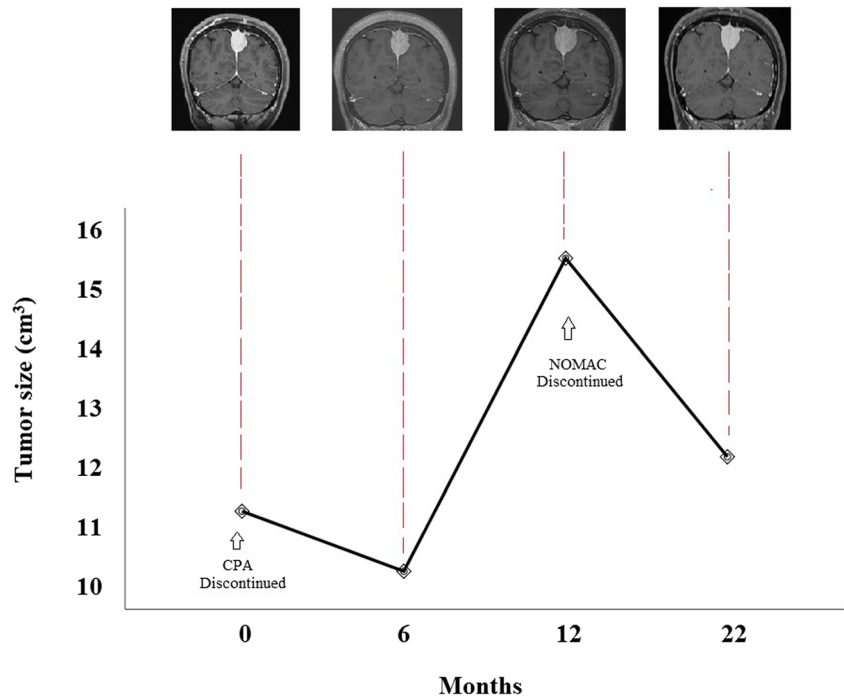 16
15
14
13
12
11
10
Tumor size (cm³)
CPA
Discontinued
NOMAC
Discontinued
0 6 12 22
Months